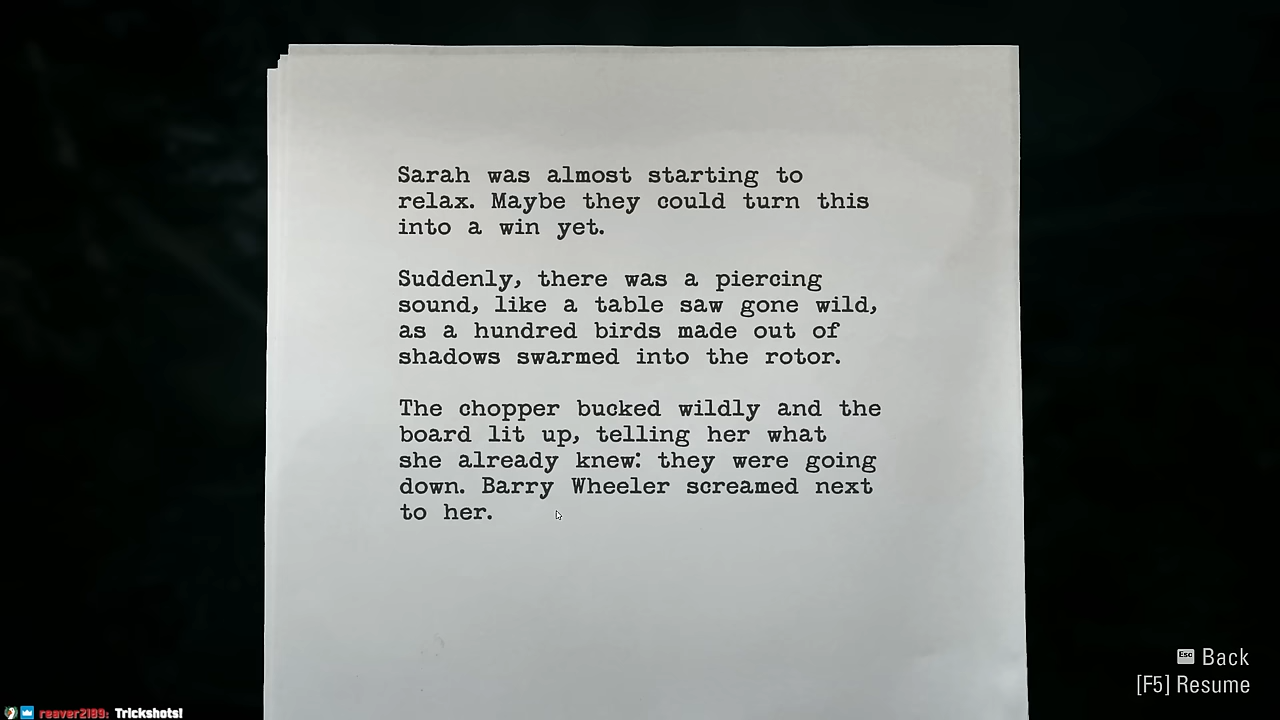 Sarah was almost starting to
relax. Maybe they could turn this
into a win yet.
Suddenly, there was a piercing
sound, like a table saw gone wild,
as a hundred birds made out of
shadows swarmed into the rotor.
The chopper bucked wildly and the
board lit up, telling her what
she already knew: they were going
down. Barry Wheeler screamed next
to her.
Esc Back
[F5] Resume
reaver2199: Trickshots!